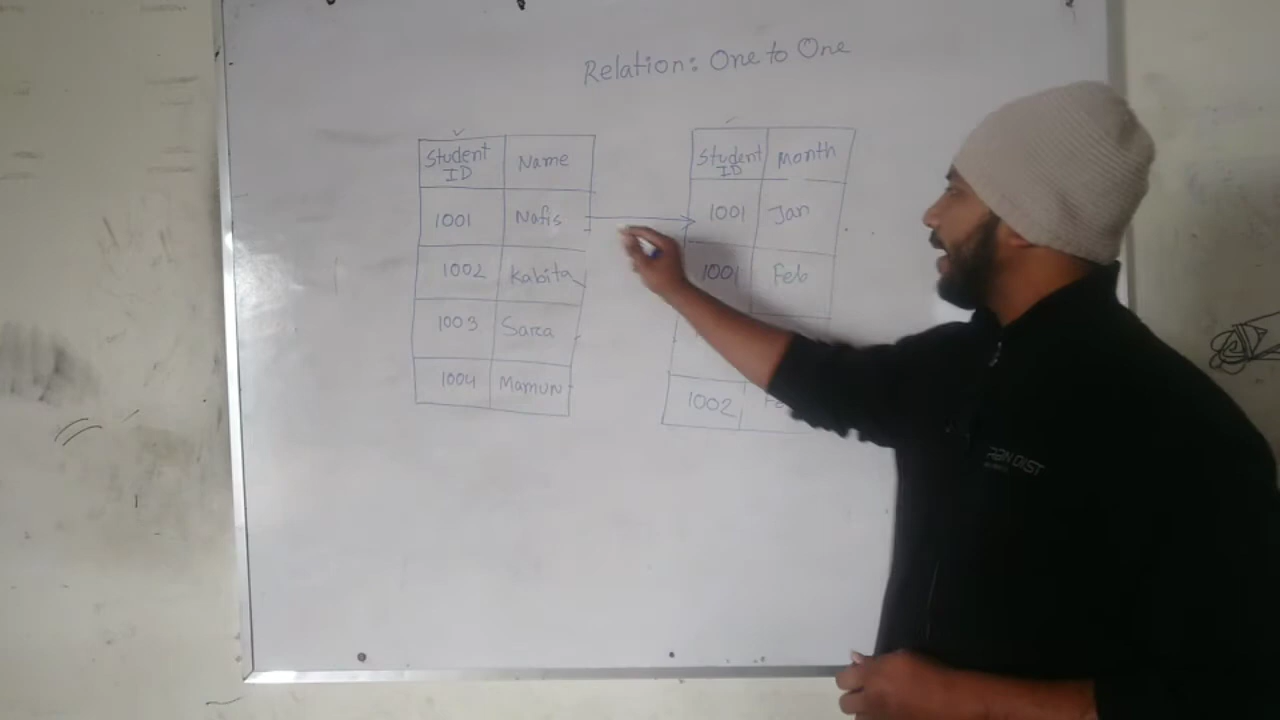 Relation: One to One
Student ID Name
1001 Nafis
1002 Kabita
1003 Sara
1004 Mamun
Student ID Month
1001 Jan
1001 Feb
1002